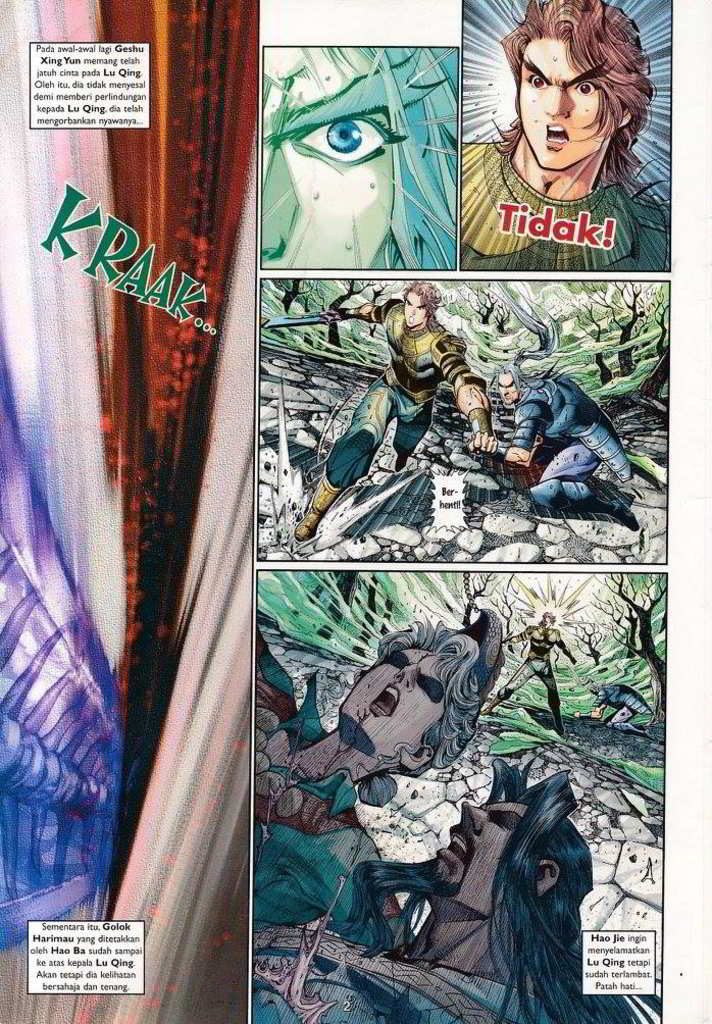 Pada awal-awal lagi Geshu
Xing Yun memang telah
jatuh cinta pada Lu Qing.
Oleh itu, dia tidak menyesal
demi memberi perlindungan
kepada Lu Qing, dia telah
mengorbankan nyawanya...
KRAAK...
Tidak!
Ber-
henti!
Sementara itu, Golok
Harimau yang ditetakkan
oleh Hao Ba sudah sampai
ke atas kepala Lu Qing.
Akan tetapi dia kelihatan
bersahaja dan tenang.
Hao Jie ingin
menyelamatkan
Lu Qing tetapi
sudah terlambat.
Patah hati...
2